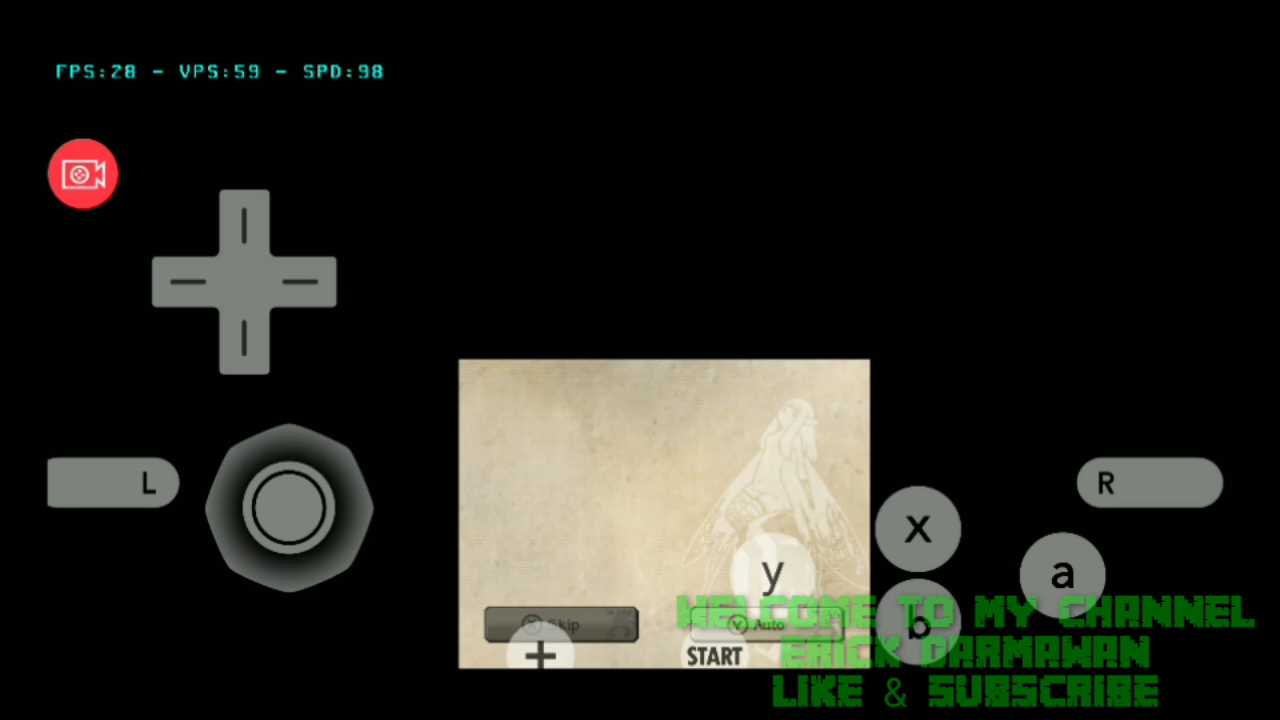 FPS:28 - VPS:59 - SPD:98
L
R
x
a
y
b
X Skip
Y Auto
START
WELCOME TO MY CHANNEL
ERICK DARMAWAN
LIKE & SUBSCRIBE